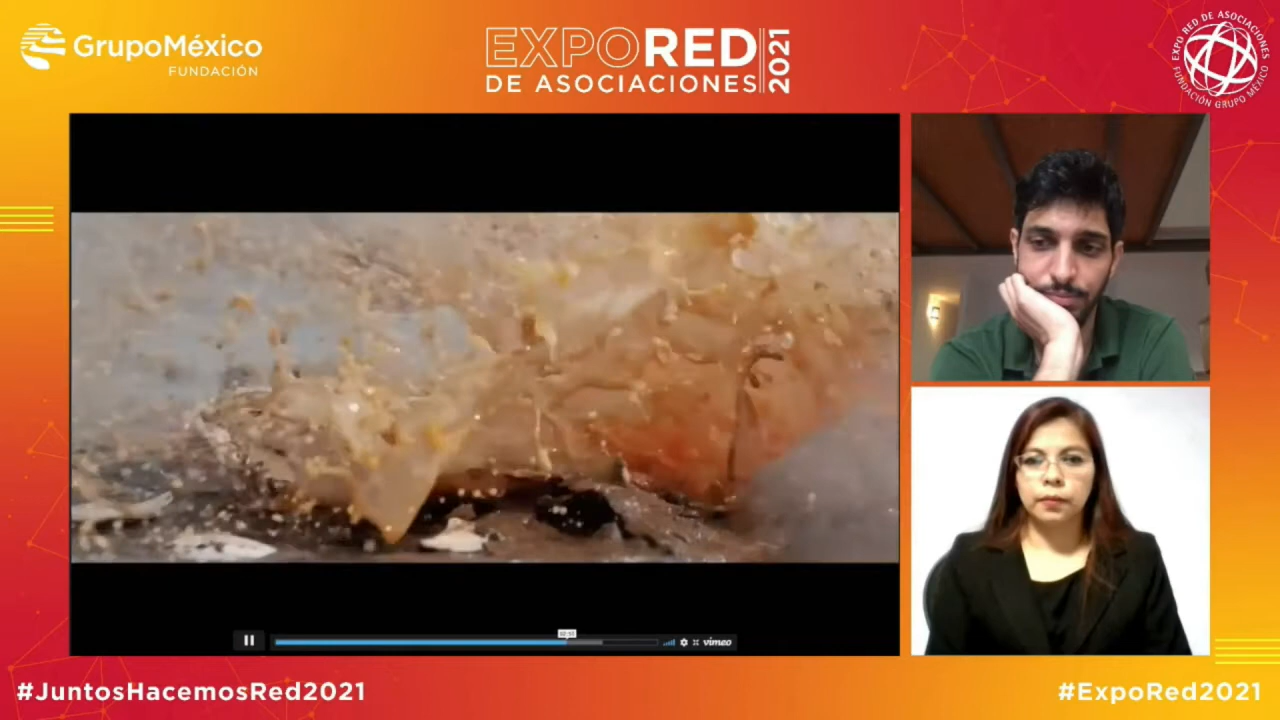 GrupoMéxico
FUNDACIÓN
EXPORED
DE ASOCIACIONES
2021
EXPO RED DE ASOCIACIONES
FUNDACIÓN GRUPO MÉXICO
vimeo
#JuntosHacemosRed2021
#ExpoRed2021